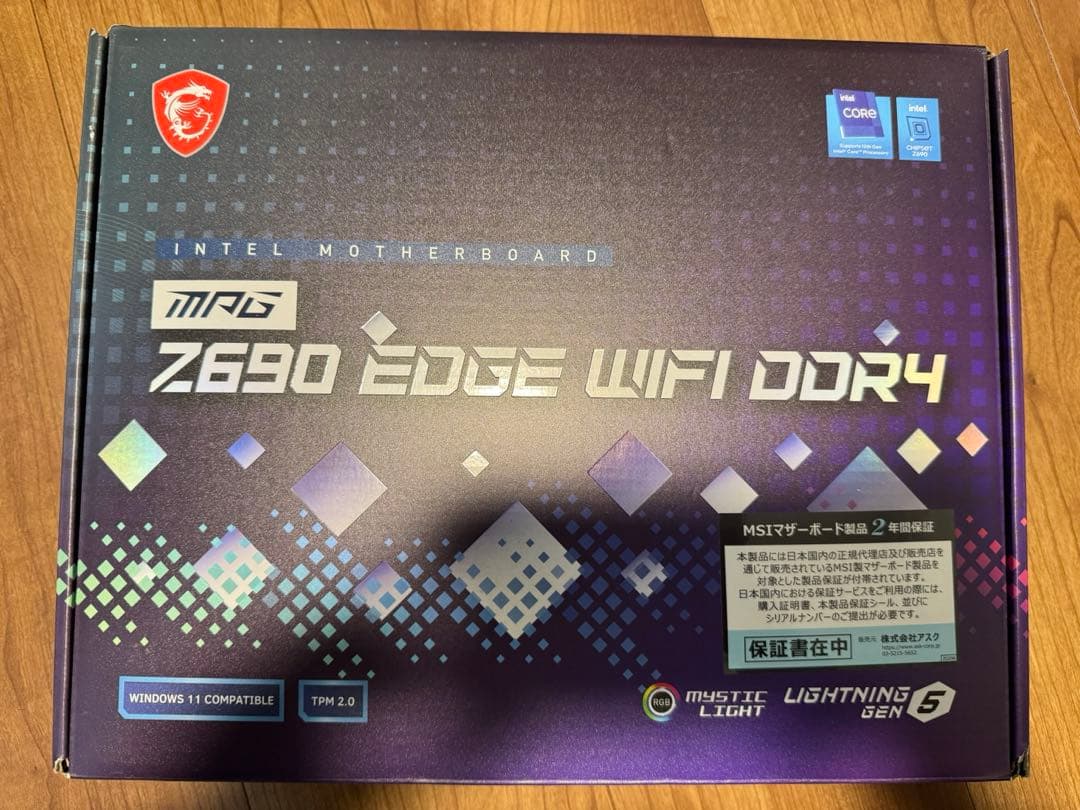 intel
CORE
Supports 12th Gen
Intel® Core™ Processors
intel.
CHIPSET
Z690
INTEL MOTHERBOARD
MPG
Z690 EDGE WIFI DDR4
MSIマザーボード製品 2年間保証
本製品には日本国内の正規代理店及び販売店を
通じて販売されているMSI製マザーボード製品を
対象とした製品保証が付帯されています。
日本国内における保証サービスをご利用の際には、
購入証明書、本製品保証シール、並びに
シリアルナンバーのご提出が必要です。
保証書在中
販売元 株式会社アスク
https://www.ask-corp.jp
03-5215-5652
WINDOWS 11 COMPATIBLE
TPM 2.0
RGB
MYSTIC
LIGHT
LIGHTNING
GEN 5